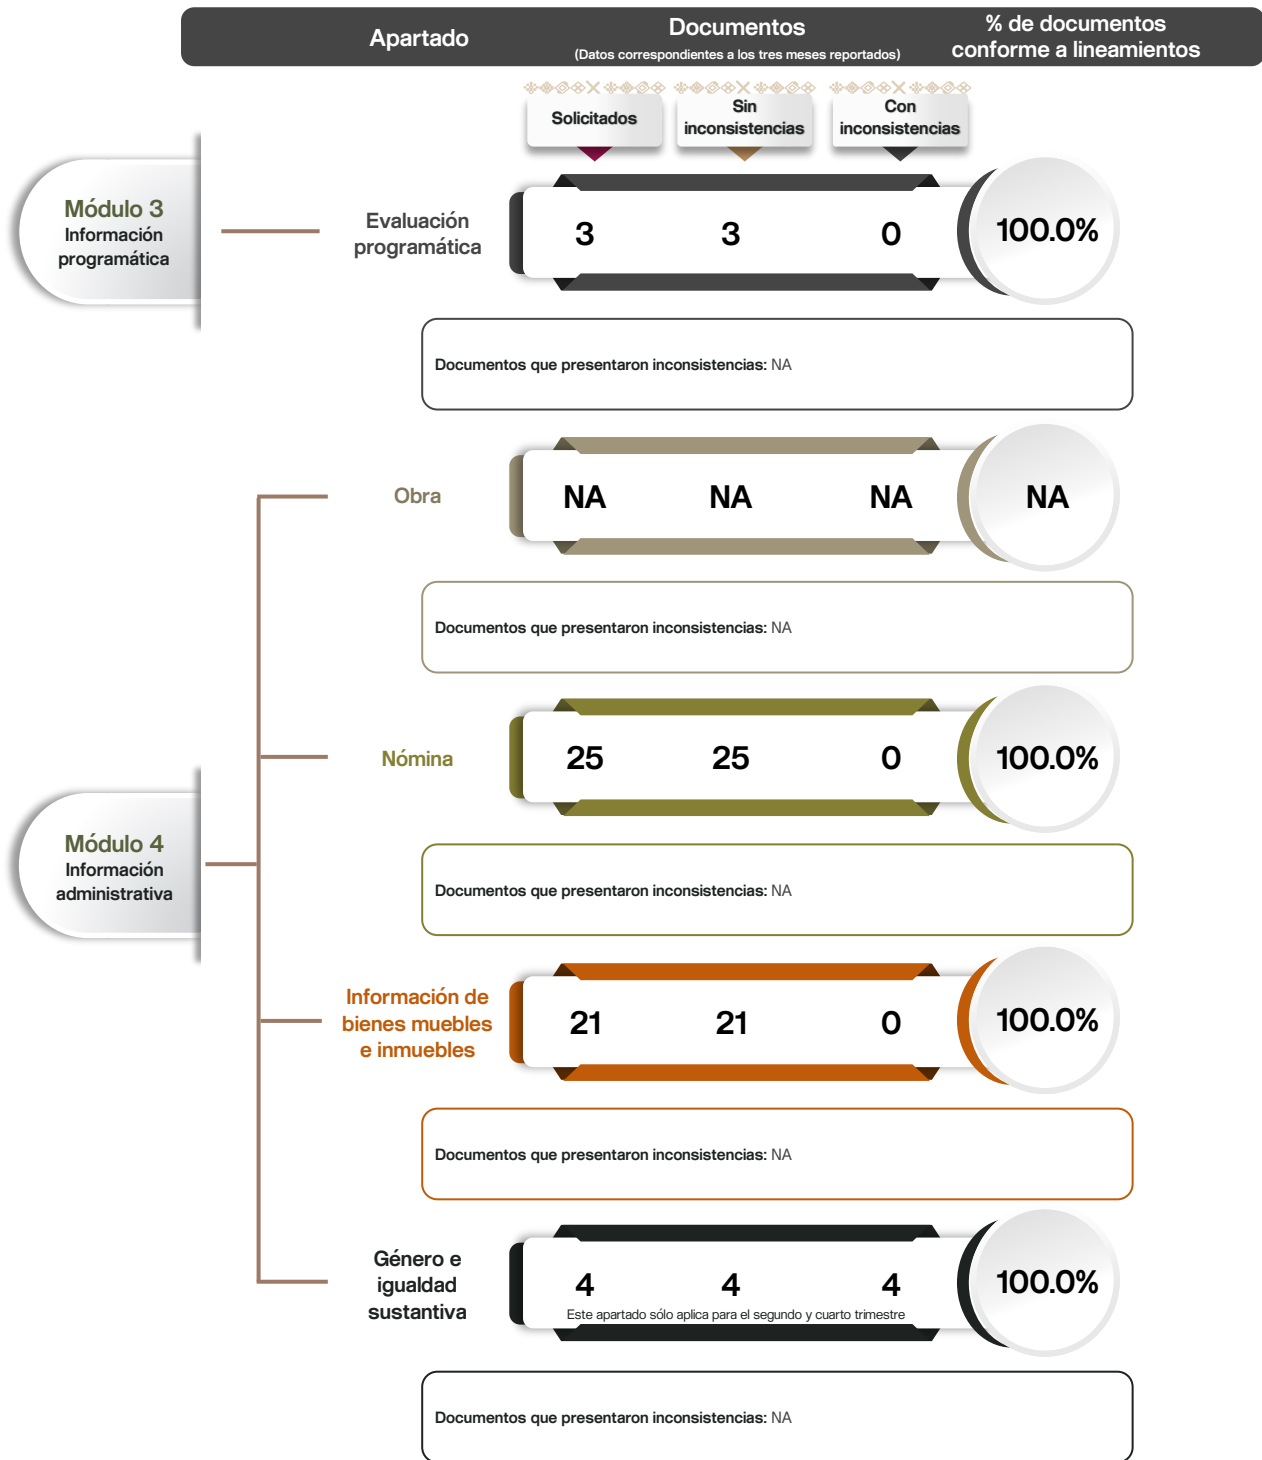 Apartado
Documentos
(Datos correspondientes a los tres meses reportados)
% de documentos
conforme a lineamientos
Solicitados
Sin
inconsistencias
Con
inconsistencias
Módulo 3
Información
programática
Evaluación
programática
3 3 0 100.0%
Documentos que presentaron inconsistencias: NA
Obra
NA NA NA NA
Documentos que presentaron inconsistencias: NA
Nómina
25 25 0 100.0%
Documentos que presentaron inconsistencias: NA
Módulo 4
Información
administrativa
Información de
bienes muebles
e inmuebles
21 21 0 100.0%
Documentos que presentaron inconsistencias: NA
Género e
igualdad
sustantiva
4 4 4 100.0%
Este apartado sólo aplica para el segundo y cuarto trimestre
Documentos que presentaron inconsistencias: NA